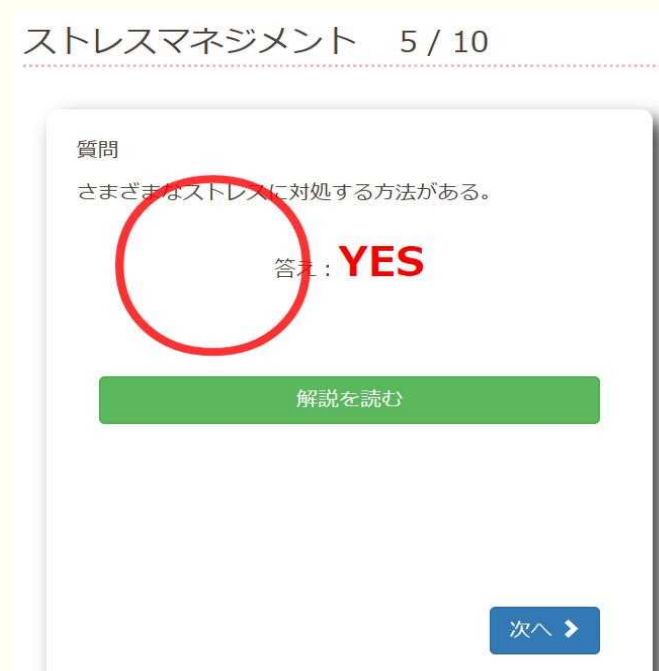 ストレスマネジメント　5 / 10
質問
さまざまなストレスに対処する方法がある。
答え：YES
解説を読む
次へ